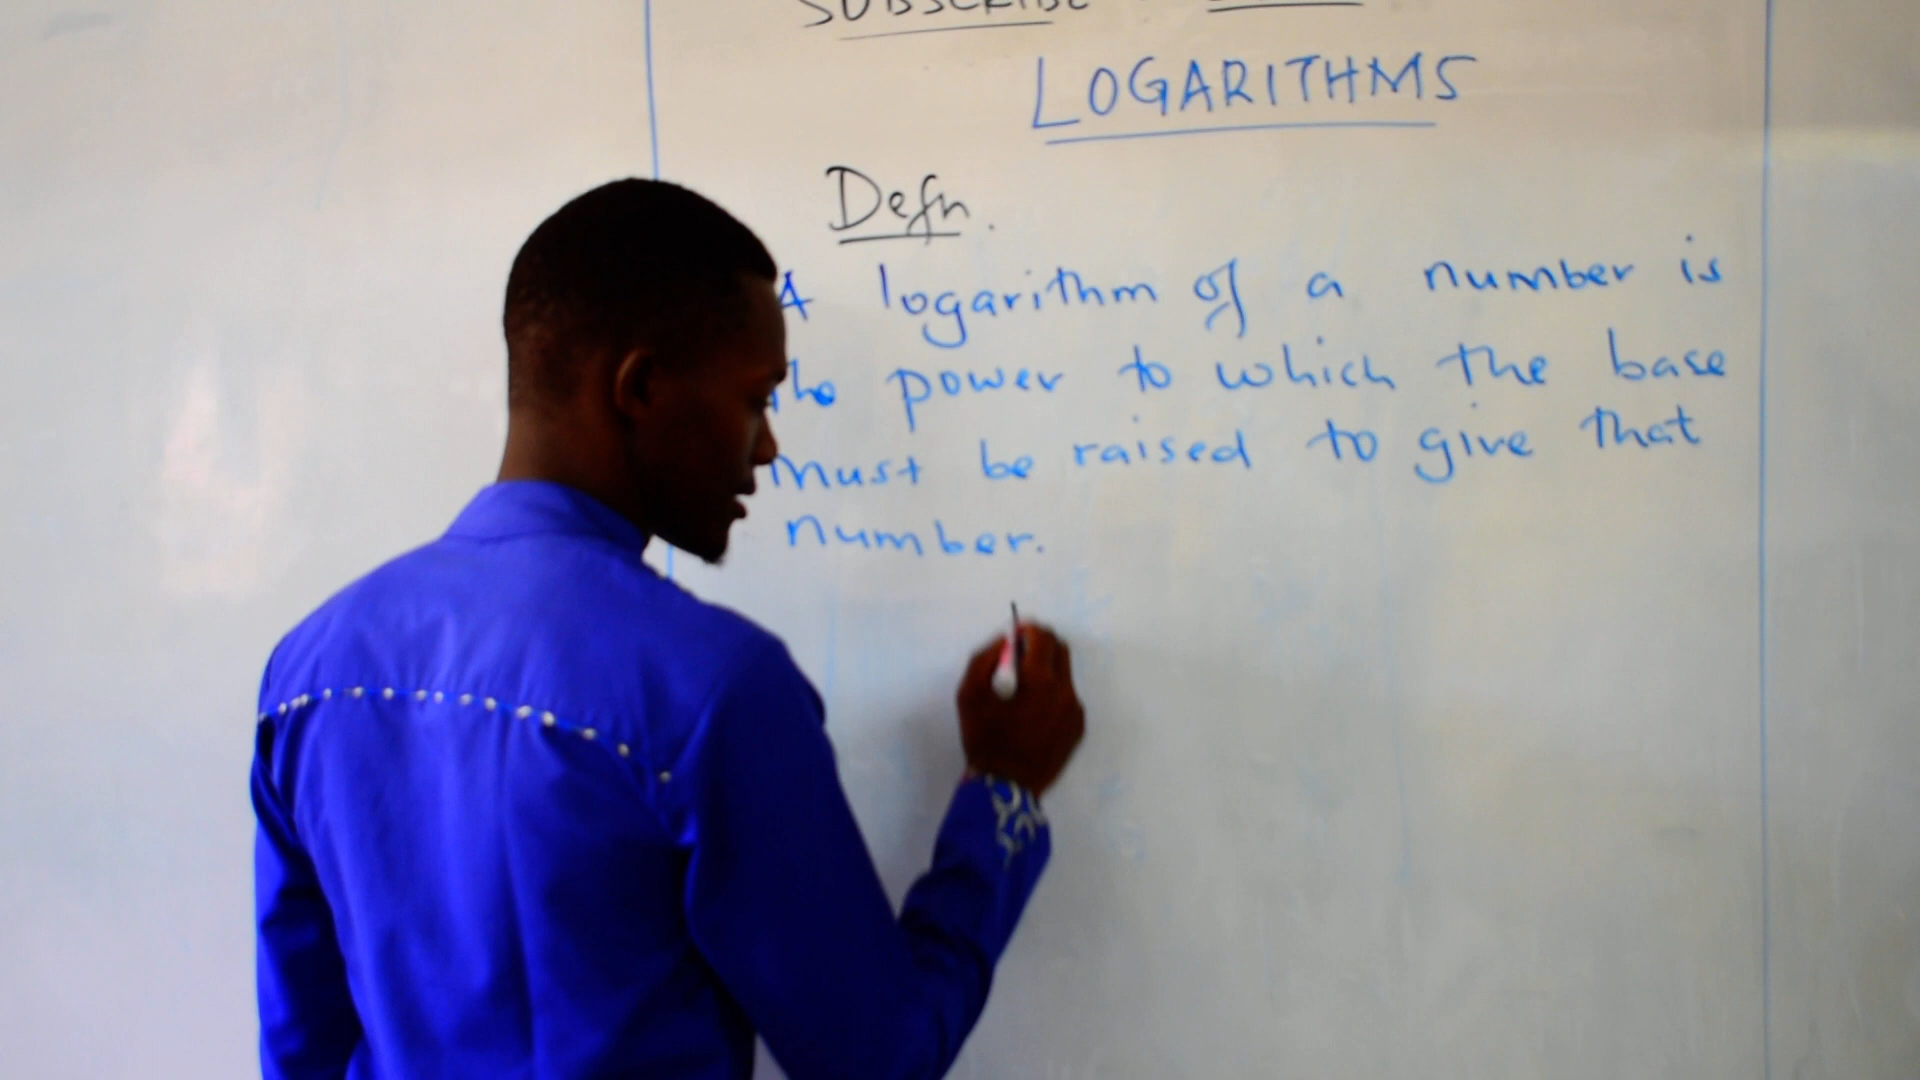 SUBSCRIBE
LOGARITHMS
Defn.
A logarithm of a number is
the power to which the base
must be raised to give that
number.